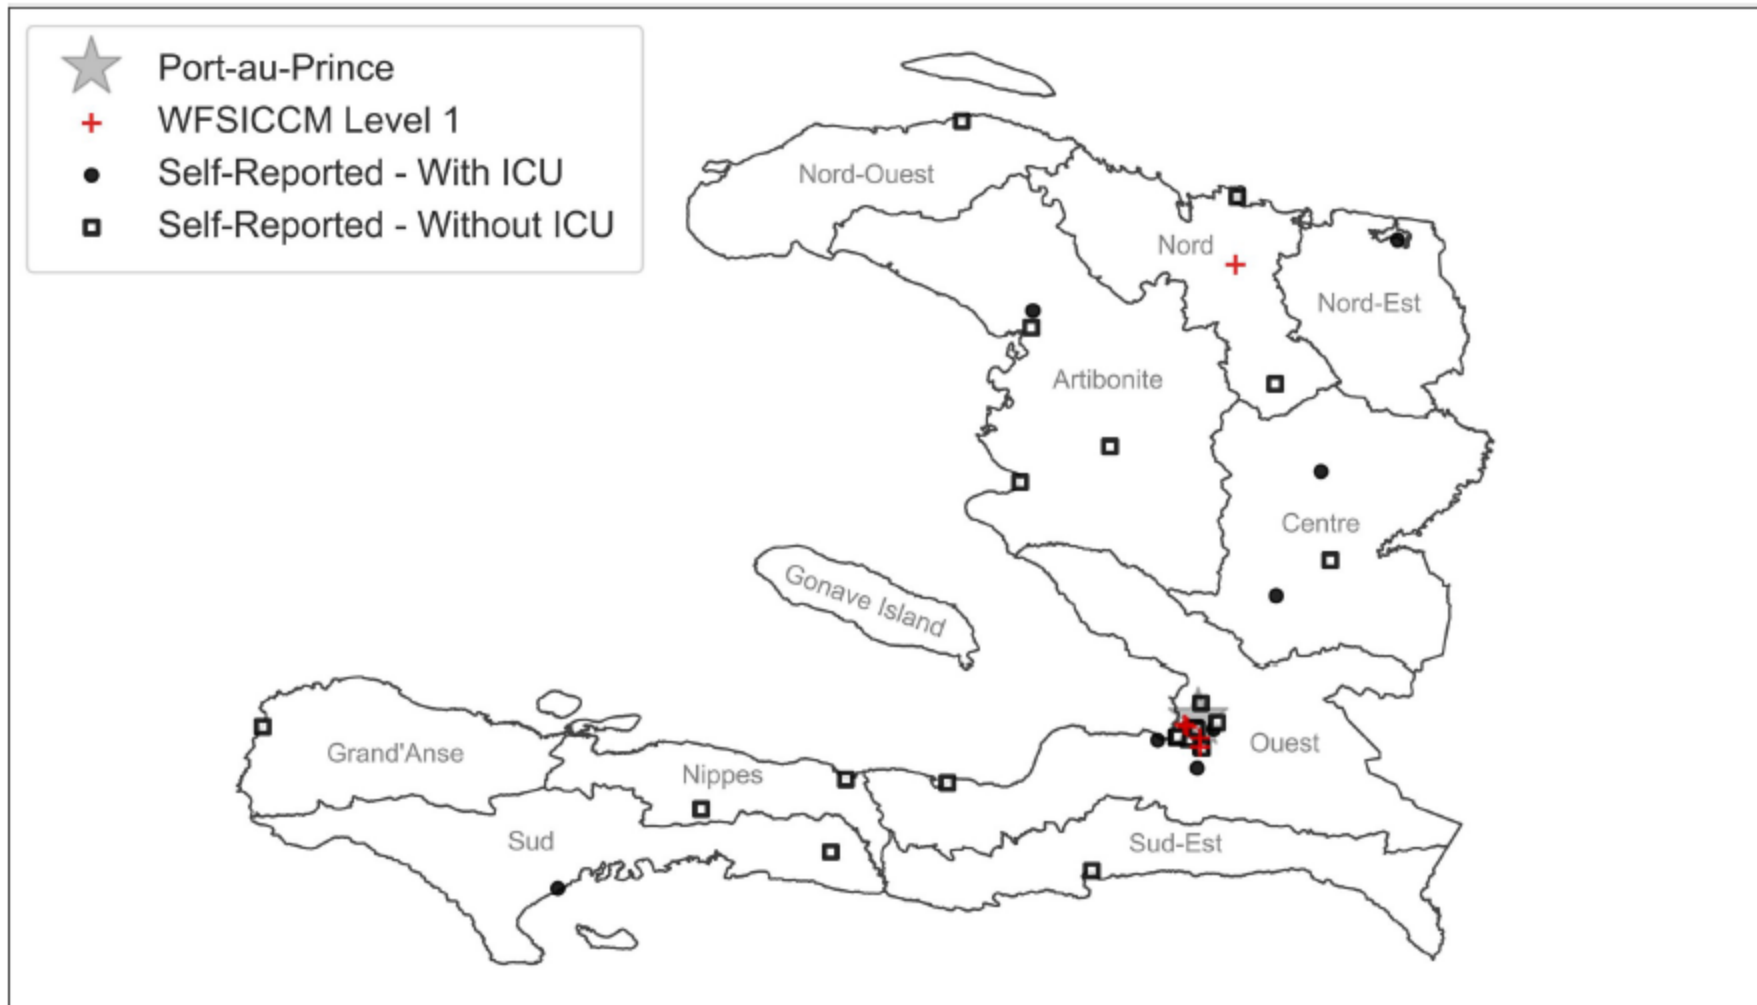 Port-au-Prince
WFSICCM Level 1
Self-Reported - With ICU
Self-Reported - Without ICU
Nord-Ouest
Nord
Nord-Est
Artibonite
Centre
Gonave Island
Ouest
Grand'Anse
Nippes
Sud
Sud-Est